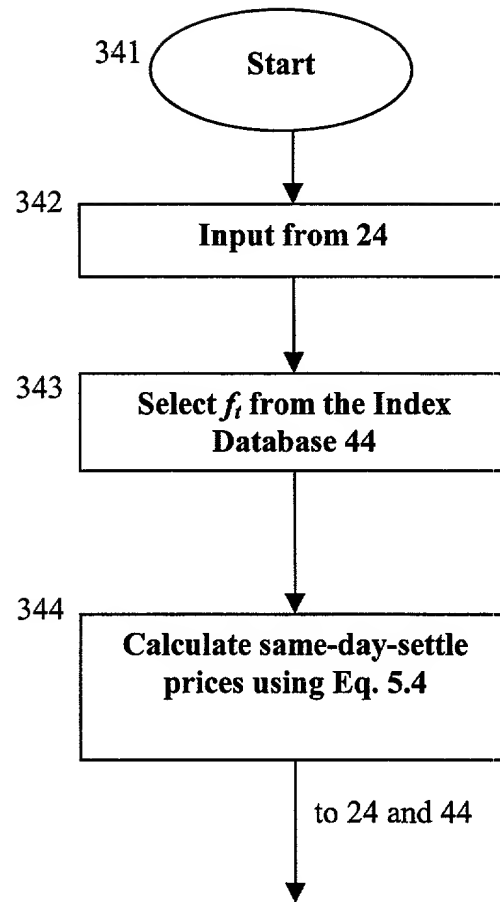 341
Start
342
Input from 24
343
Select fₜ from the Index
Database 44
344
Calculate same-day-settle
prices using Eq. 5.4
to 24 and 44